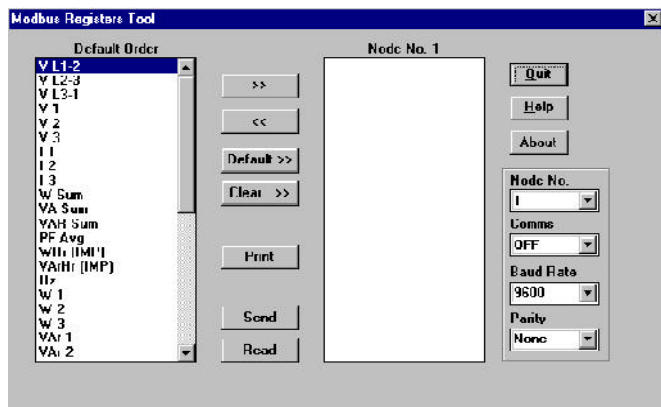 Modbus Registers Tool
Default Order
V L1-2
V L2-3
V L3-1
V 1
V 2
V 3
I 1
I 2
I 3
W Sum
VA Sum
VAR Sum
PF Avg
WHr (IMP)
VArHr (IMP)
Hz
W 1
W 2
W 3
VAr 1
VAr 2
>>
<<
Default >>
Clear >>
Print
Send
Read
Node No. 1
Quit
Help
About
Node No.
1
Comms
OFF
Baud Rate
9600
Parity
None